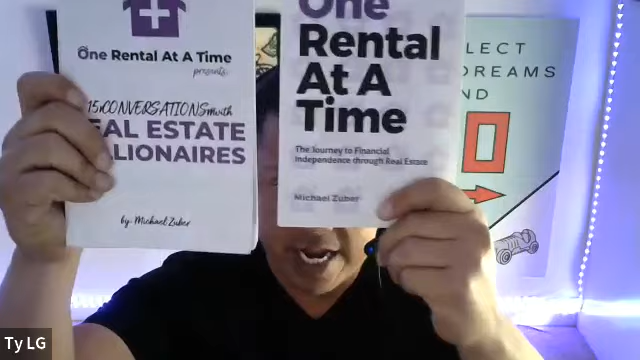 One Rental At A Time
presents
15 CONVERSATIONS with
REAL ESTATE
by: Michael Zuber
One
Rental
At A
Time
The Journey to Financial
Independence through Real Estate
Michael Zuber
LECT
DREAMS
ND
Ty LG